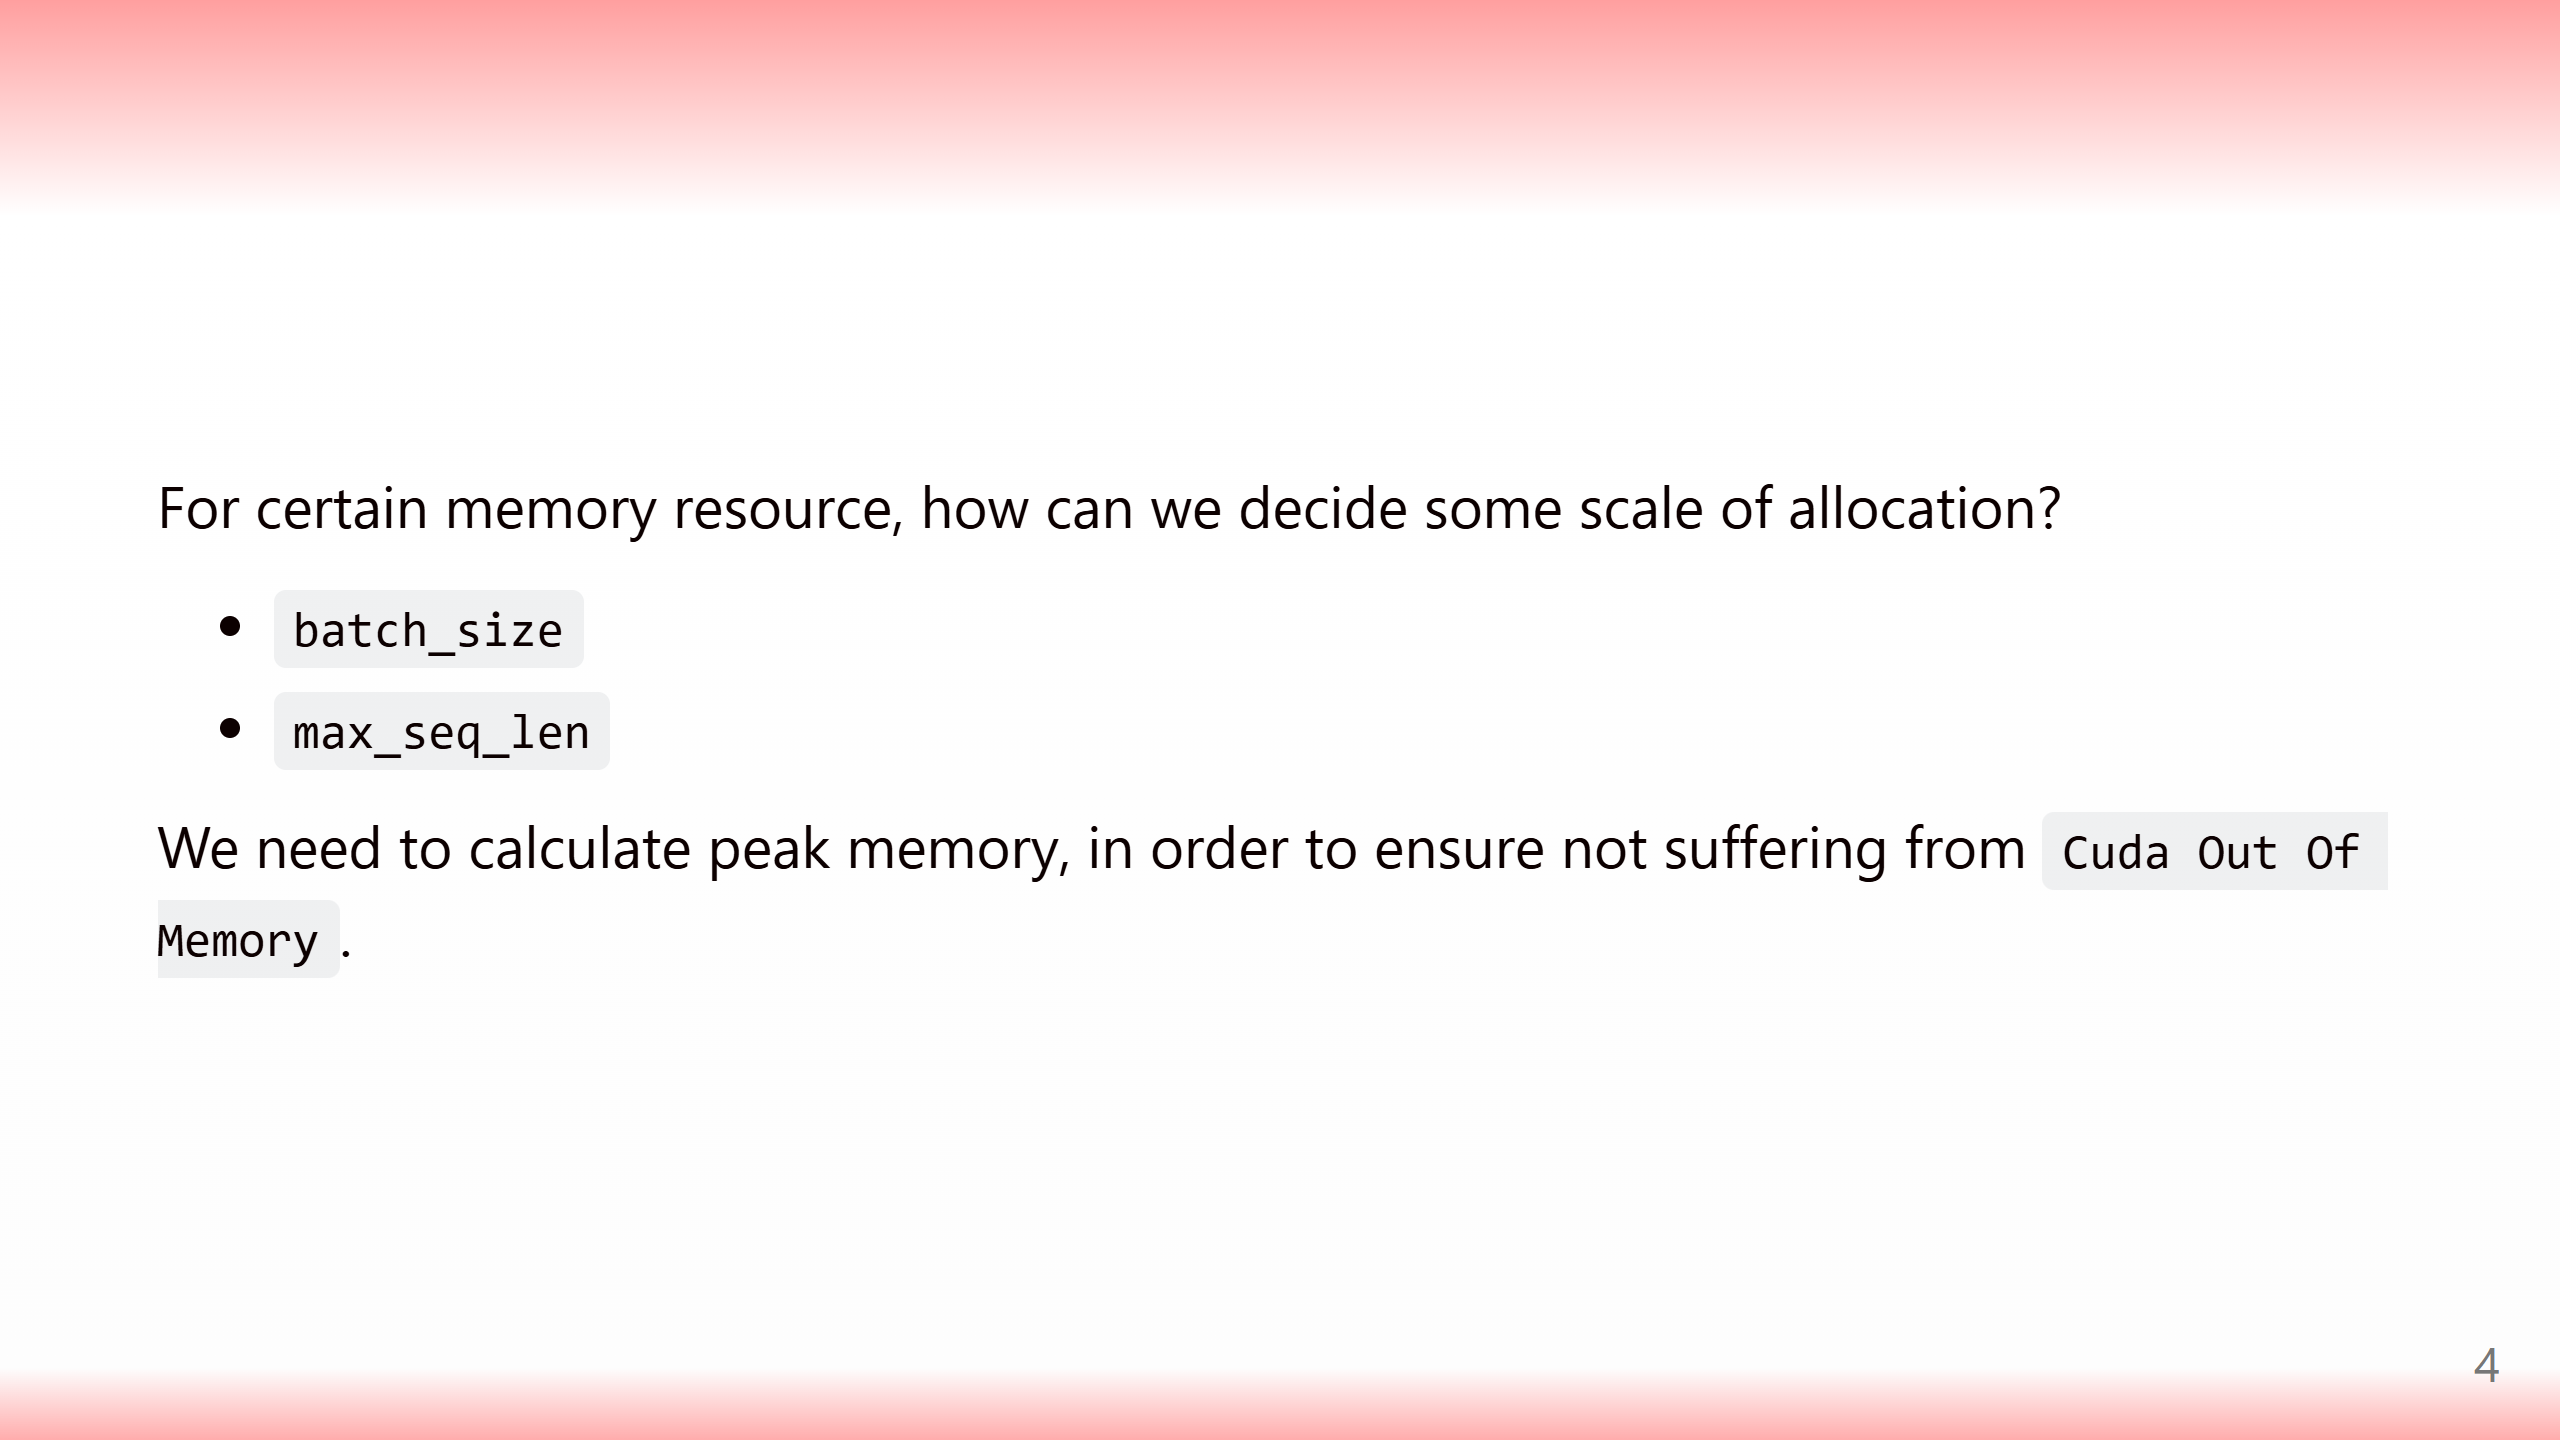 For certain memory resource, how can we decide some scale of allocation?
• batch_size
• max_seq_len
We need to calculate peak memory, in order to ensure not suffering from Cuda Out Of
Memory .
4